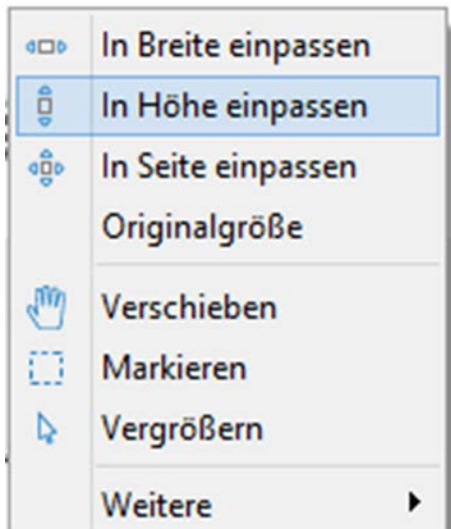 In Breite einpassen
In Höhe einpassen
In Seite einpassen
Originalgröße
Verschieben
Markieren
Vergrößern
Weitere